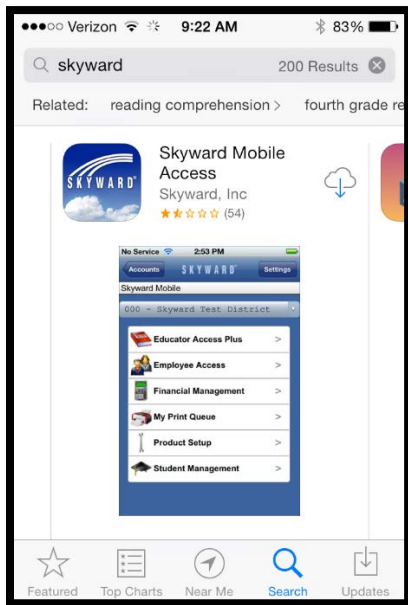 Verizon 9:22 AM 83%
skyward 200 Results
Related: reading comprehension > fourth grade re
SKYWARD
Skyward Mobile
Access
Skyward, Inc
(54)
No Service 2:53 PM
Accounts SKYWARD Settings
Skyward Mobile
000 - Skyward Test District
Educator Access Plus >
Employee Access >
Financial Management >
My Print Queue >
Product Setup >
Student Management >
Featured Top Charts Near Me Search Updates